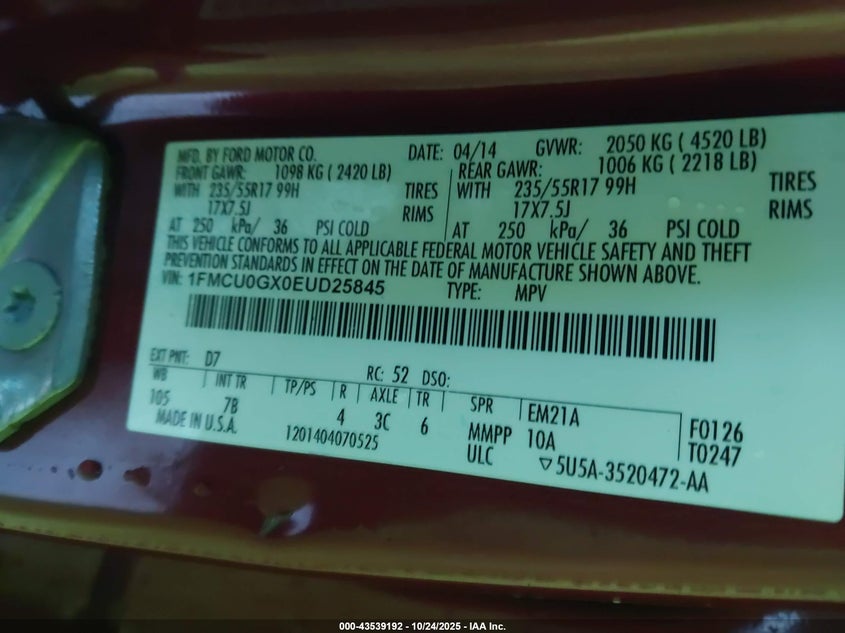 MFD. BY FORD MOTOR CO. DATE: 04/14 GVWR: 2050 KG ( 4520 LB)
FRONT GAWR: 1098 KG ( 2420 LB) REAR GAWR: 1006 KG ( 2218 LB)
WITH 235/55R17 99H TIRES WITH 235/55R17 99H TIRES
17X7.5J RIMS 17X7.5J RIMS
AT 250 kPa/ 36 PSI COLD AT 250 kPa/ 36 PSI COLD
THIS VEHICLE CONFORMS TO ALL APPLICABLE FEDERAL MOTOR VEHICLE SAFETY AND THEFT
PREVENTION STANDARDS IN EFFECT ON THE DATE OF MANUFACTURE SHOWN ABOVE.
VIN: 1FMCU0GX0EUD25845 TYPE: MPV
EXT PNT: D7 RC: 52 DSO:
WB INT TR TP/PS R AXLE TR SPR EM21A F0126
105 7B 4 3C 6 MMPP 10A T0247
MADE IN U.S.A. 1201404070525 ULC ▽5U5A-3520472-AA
000-43539192 - 10/24/2025 - IAA Inc.